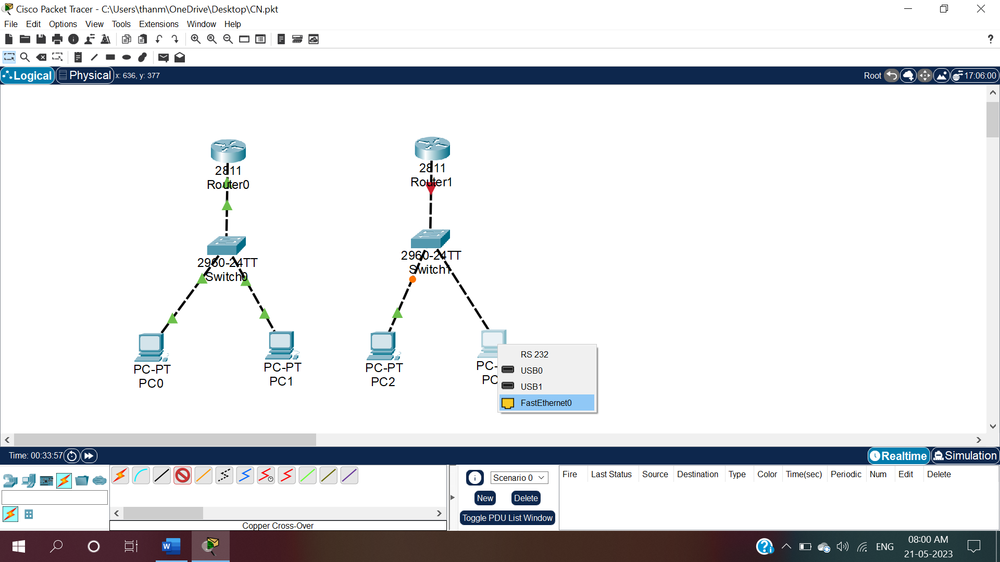 Cisco Packet Tracer - C:\Users\thanm\OneDrive\Desktop\CN.pkt
File Edit Options View Tools Extensions Window Help
?
Logical Physical x: 636, y: 377 Root 17:06:00
2811
Router0
2811
Router1
2960-24TT
Switch0
2960-24TT
Switch1
PC-PT
PC0
PC-PT
PC1
PC-PT
PC2
PC-
PC
RS 232
USB0
USB1
FastEthernet0
Time: 00:33:57 Realtime Simulation
Scenario 0
New Delete
Toggle PDU List Window
Fire Last Status Source Destination Type Color Time(sec) Periodic Num Edit Delete
Copper Cross-Over
ENG
08:00 AM
21-05-2023